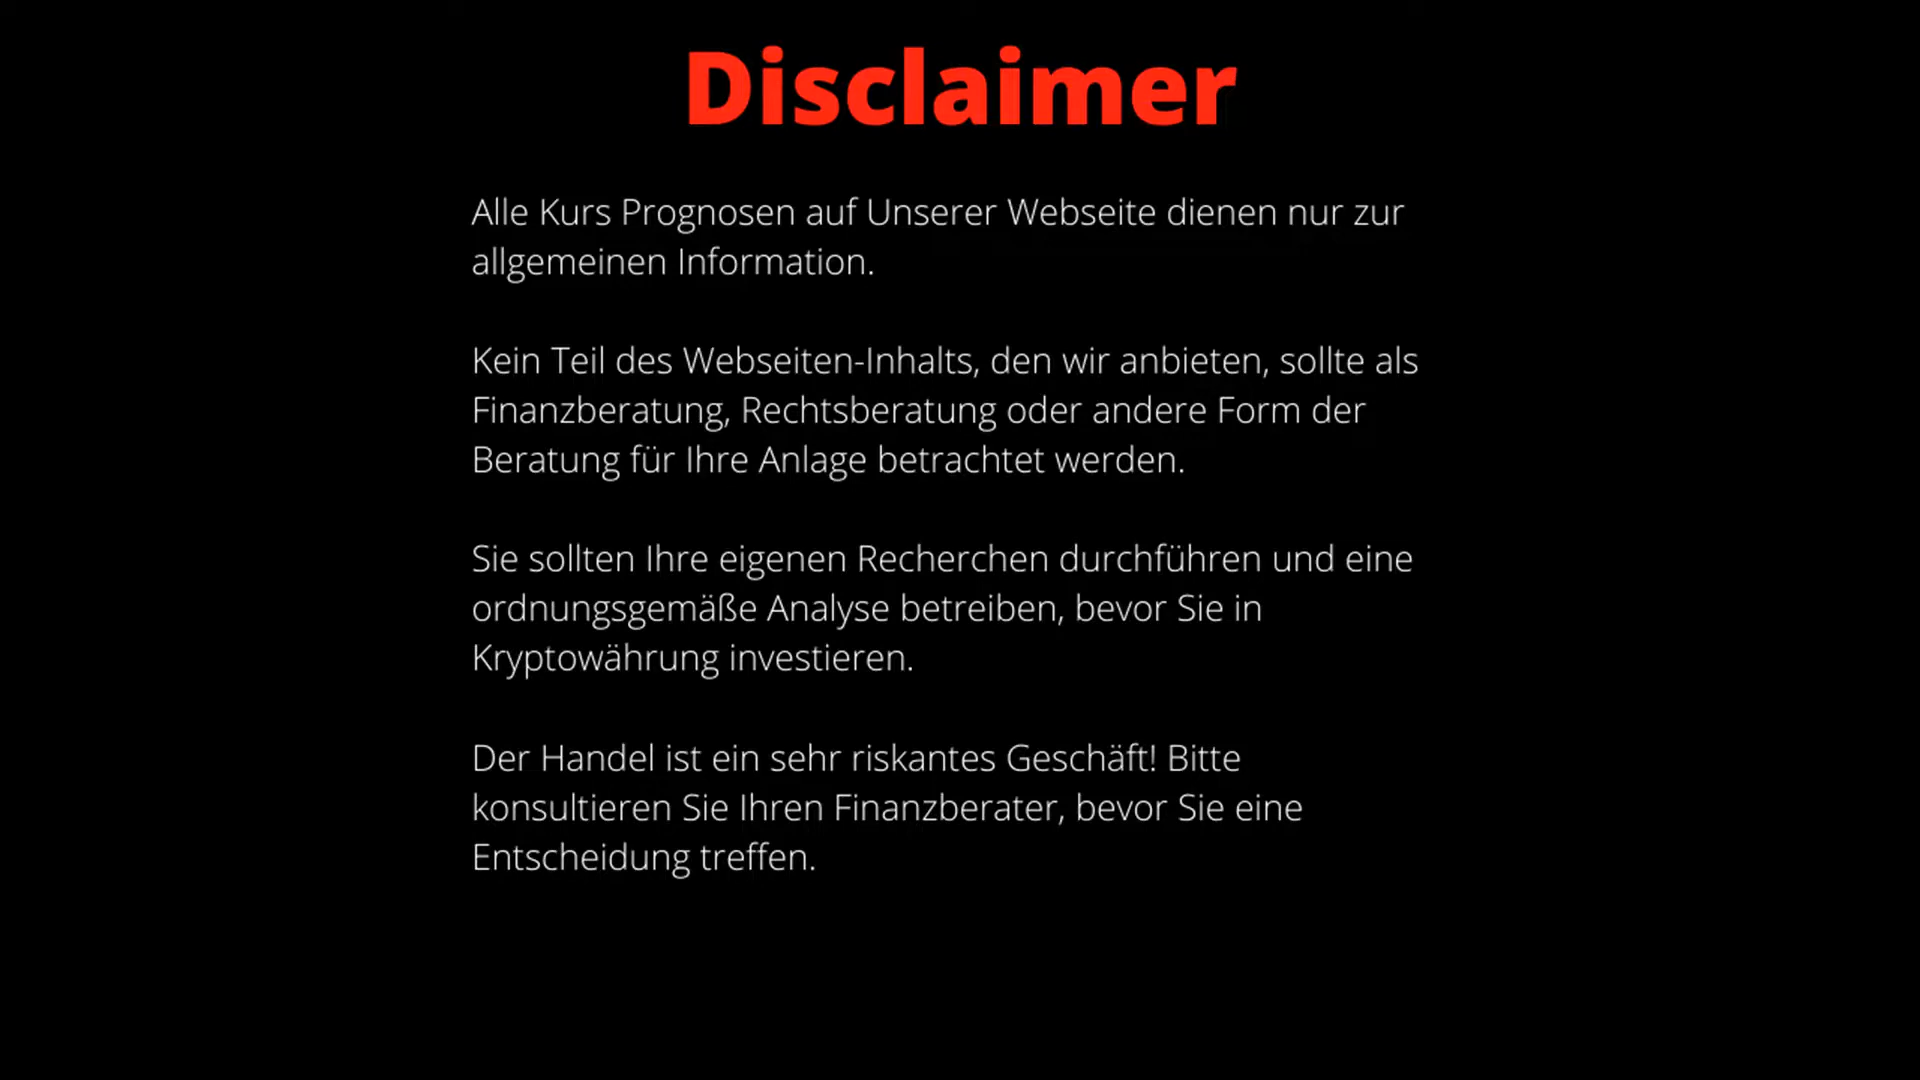 Disclaimer
Alle Kurs Prognosen auf Unserer Webseite dienen nur zur
allgemeinen Information.
Kein Teil des Webseiten-Inhalts, den wir anbieten, sollte als
Finanzberatung, Rechtsberatung oder andere Form der
Beratung für Ihre Anlage betrachtet werden.
Sie sollten Ihre eigenen Recherchen durchführen und eine
ordnungsgemäße Analyse betreiben, bevor Sie in
Kryptowährung investieren.
Der Handel ist ein sehr riskantes Geschäft! Bitte
konsultieren Sie Ihren Finanzberater, bevor Sie eine
Entscheidung treffen.